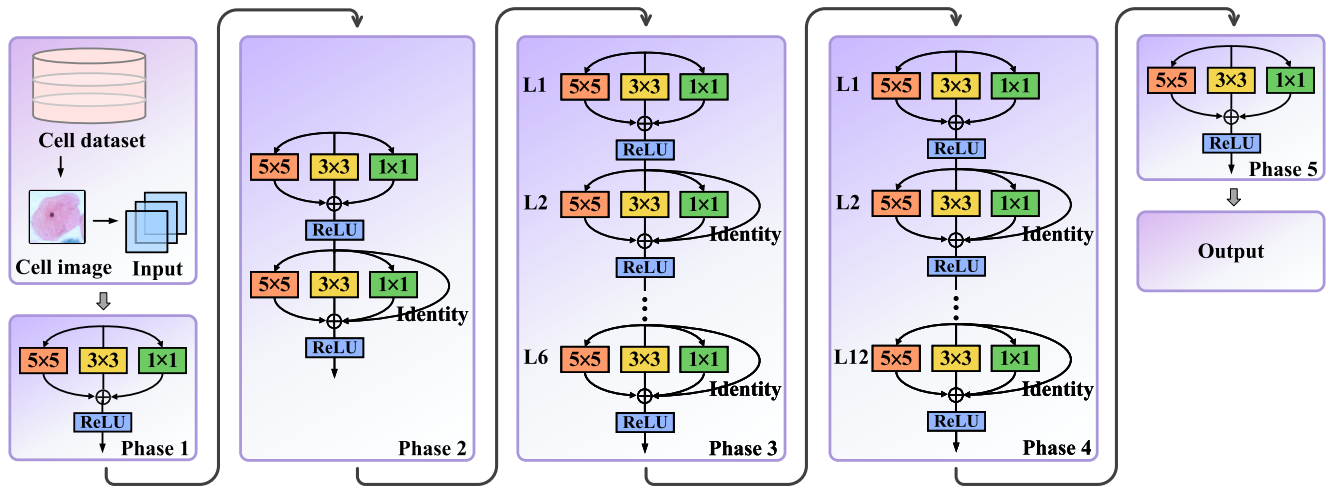 Cell dataset
Cell image
Input
5×5 3×3 1×1
ReLU
Phase 1
5×5 3×3 1×1
ReLU
5×5 3×3 1×1
Identity
ReLU
Phase 2
L1 5×5 3×3 1×1
ReLU
L2 5×5 3×3 1×1
Identity
ReLU
L6 5×5 3×3 1×1
Identity
ReLU
Phase 3
L1 5×5 3×3 1×1
ReLU
L2 5×5 3×3 1×1
Identity
ReLU
L12 5×5 3×3 1×1
Identity
ReLU
Phase 4
5×5 3×3 1×1
ReLU
Phase 5
Output